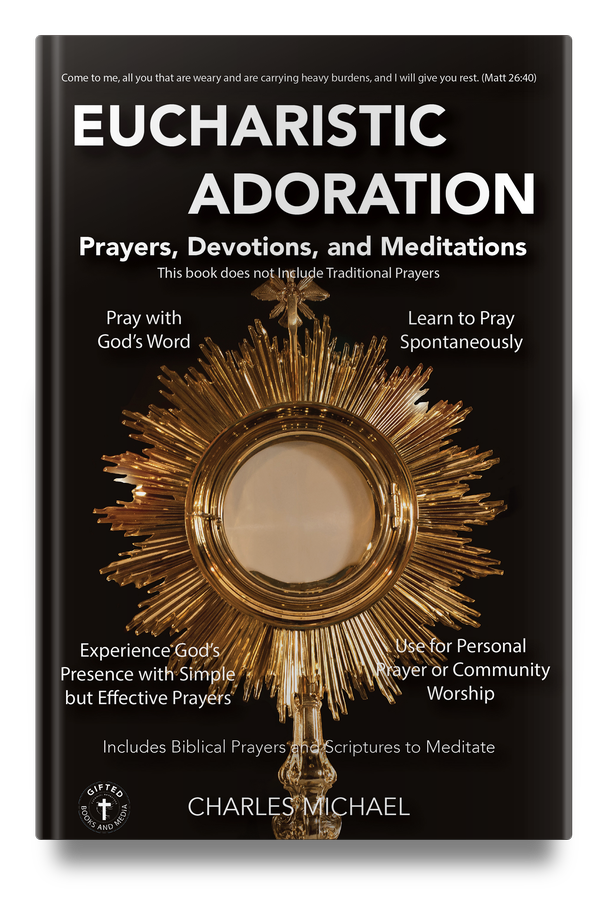 Come to me, all you that are weary and are carrying heavy burdens, and I will give you rest. (Matt 26:40)
EUCHARISTIC
ADORATION
Prayers, Devotions, and Meditations
This book does not Include Traditional Prayers
Pray with
God's Word
Learn to Pray
Spontaneously
Experience God's
Presence with Simple
but Effective Prayers
Use for Personal
Prayer or Community
Worship
Includes Biblical Prayers and Scriptures to Meditate
CHARLES MICHAEL
GIFTED
BOOKS AND MEDIA